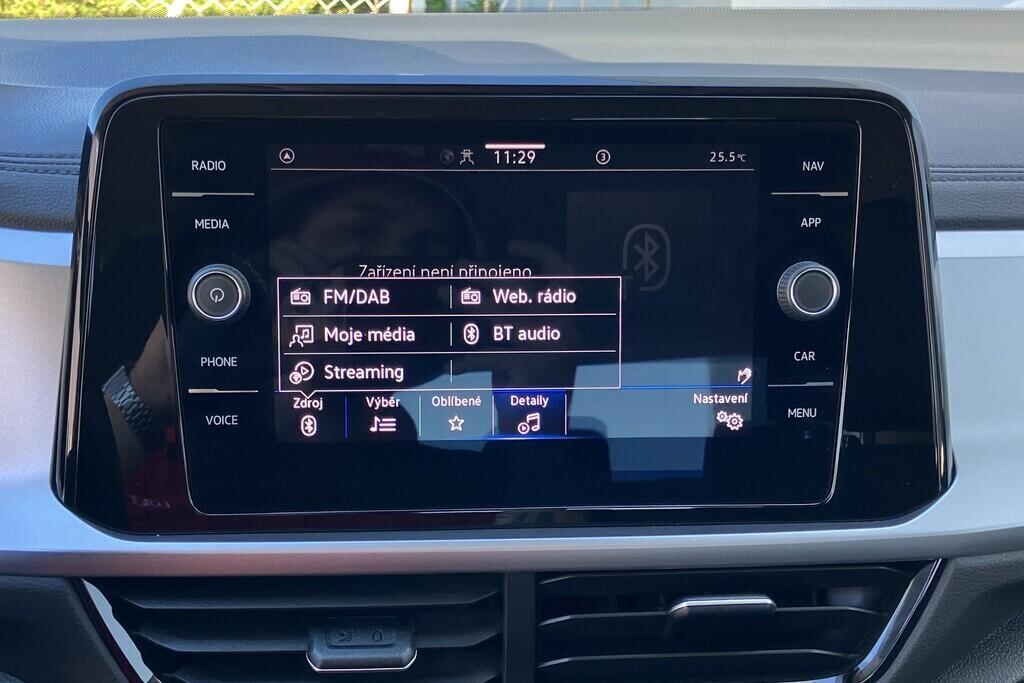 RADIO
MEDIA
PHONE
VOICE
11:29
3
25.5°C
Zařízení není připojeno
FM/DAB
Web. rádio
Moje média
BT audio
Streaming
Zdroj
Výběr
Oblíbené
Detaily
Nastavení
NAV
APP
CAR
MENU